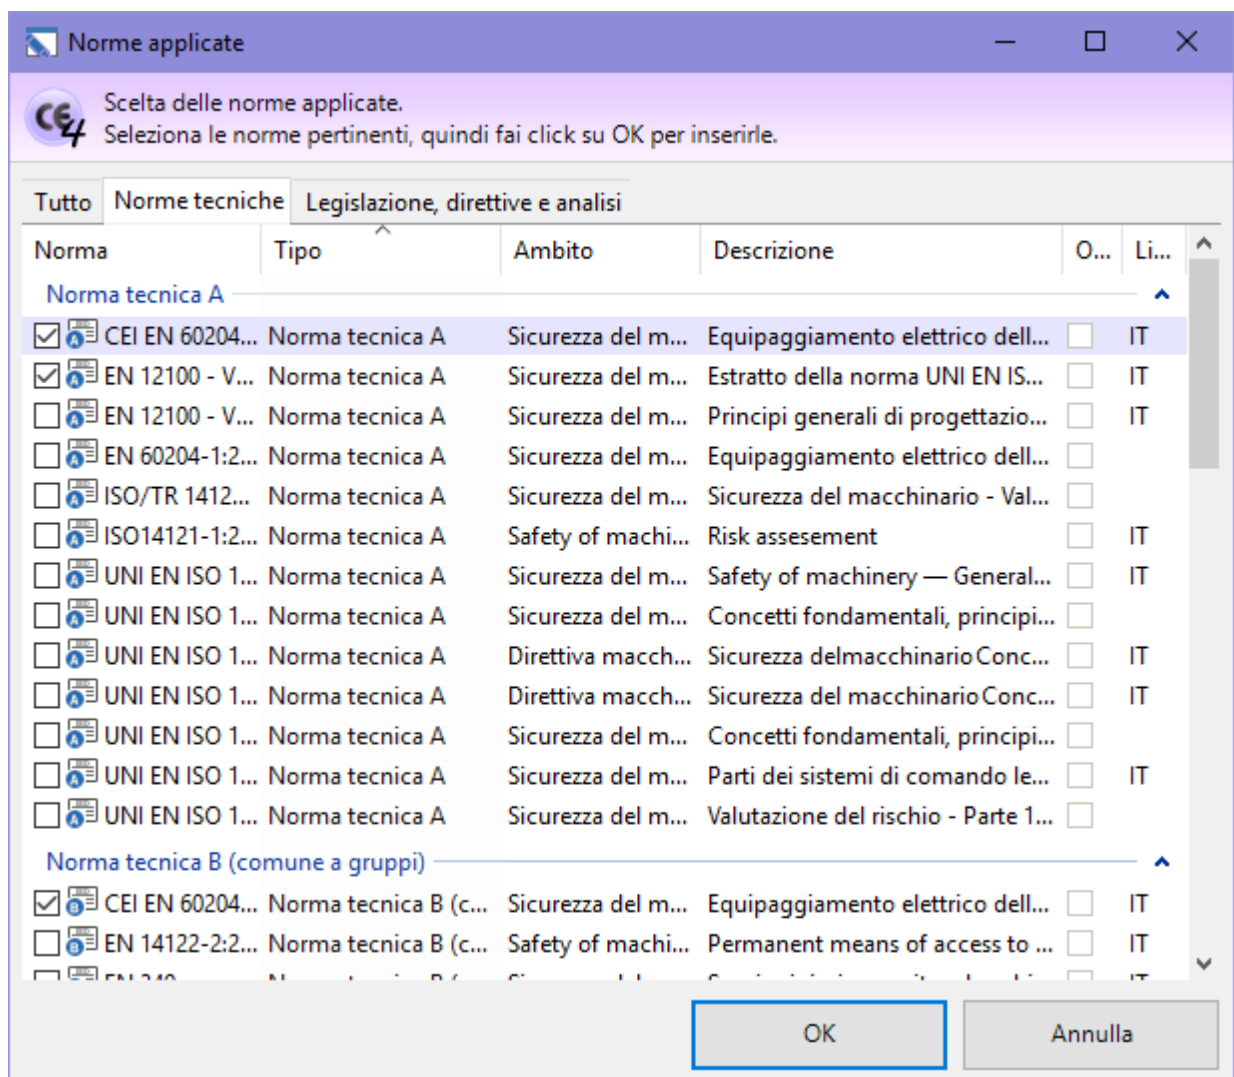 Norme applicate
CE4
Scelta delle norme applicate.
Seleziona le norme pertinenti, quindi fai click su OK per inserirle.
Tutto Norme tecniche Legislazione, direttive e analisi
Norma Tipo Ambito Descrizione O... Li...
Norma tecnica A
CEI EN 60204... Norma tecnica A Sicurezza del m... Equipaggiamento elettrico dell... IT
EN 12100 - V... Norma tecnica A Sicurezza del m... Estratto della norma UNI EN IS... IT
EN 12100 - V... Norma tecnica A Sicurezza del m... Principi generali di progettazio... IT
EN 60204-1:2... Norma tecnica A Sicurezza del m... Equipaggiamento elettrico dell...
ISO/TR 1412... Norma tecnica A Sicurezza del m... Sicurezza del macchinario - Val...
ISO14121-1:2... Norma tecnica A Safety of machi... Risk assesement IT
UNI EN ISO 1... Norma tecnica A Sicurezza del m... Safety of machinery — General... IT
UNI EN ISO 1... Norma tecnica A Sicurezza del m... Concetti fondamentali, principi...
UNI EN ISO 1... Norma tecnica A Direttiva macch... Sicurezza delmacchinario Conc... IT
UNI EN ISO 1... Norma tecnica A Direttiva macch... Sicurezza del macchinario Conc... IT
UNI EN ISO 1... Norma tecnica A Sicurezza del m... Concetti fondamentali, principi...
UNI EN ISO 1... Norma tecnica A Sicurezza del m... Parti dei sistemi di comando le... IT
UNI EN ISO 1... Norma tecnica A Sicurezza del m... Valutazione del rischio - Parte 1...
Norma tecnica B (comune a gruppi)
CEI EN 60204... Norma tecnica B (c... Sicurezza del m... Equipaggiamento elettrico dell... IT
EN 14122-2:2... Norma tecnica B (c... Safety of machi... Permanent means of access to ... IT
OK Annulla